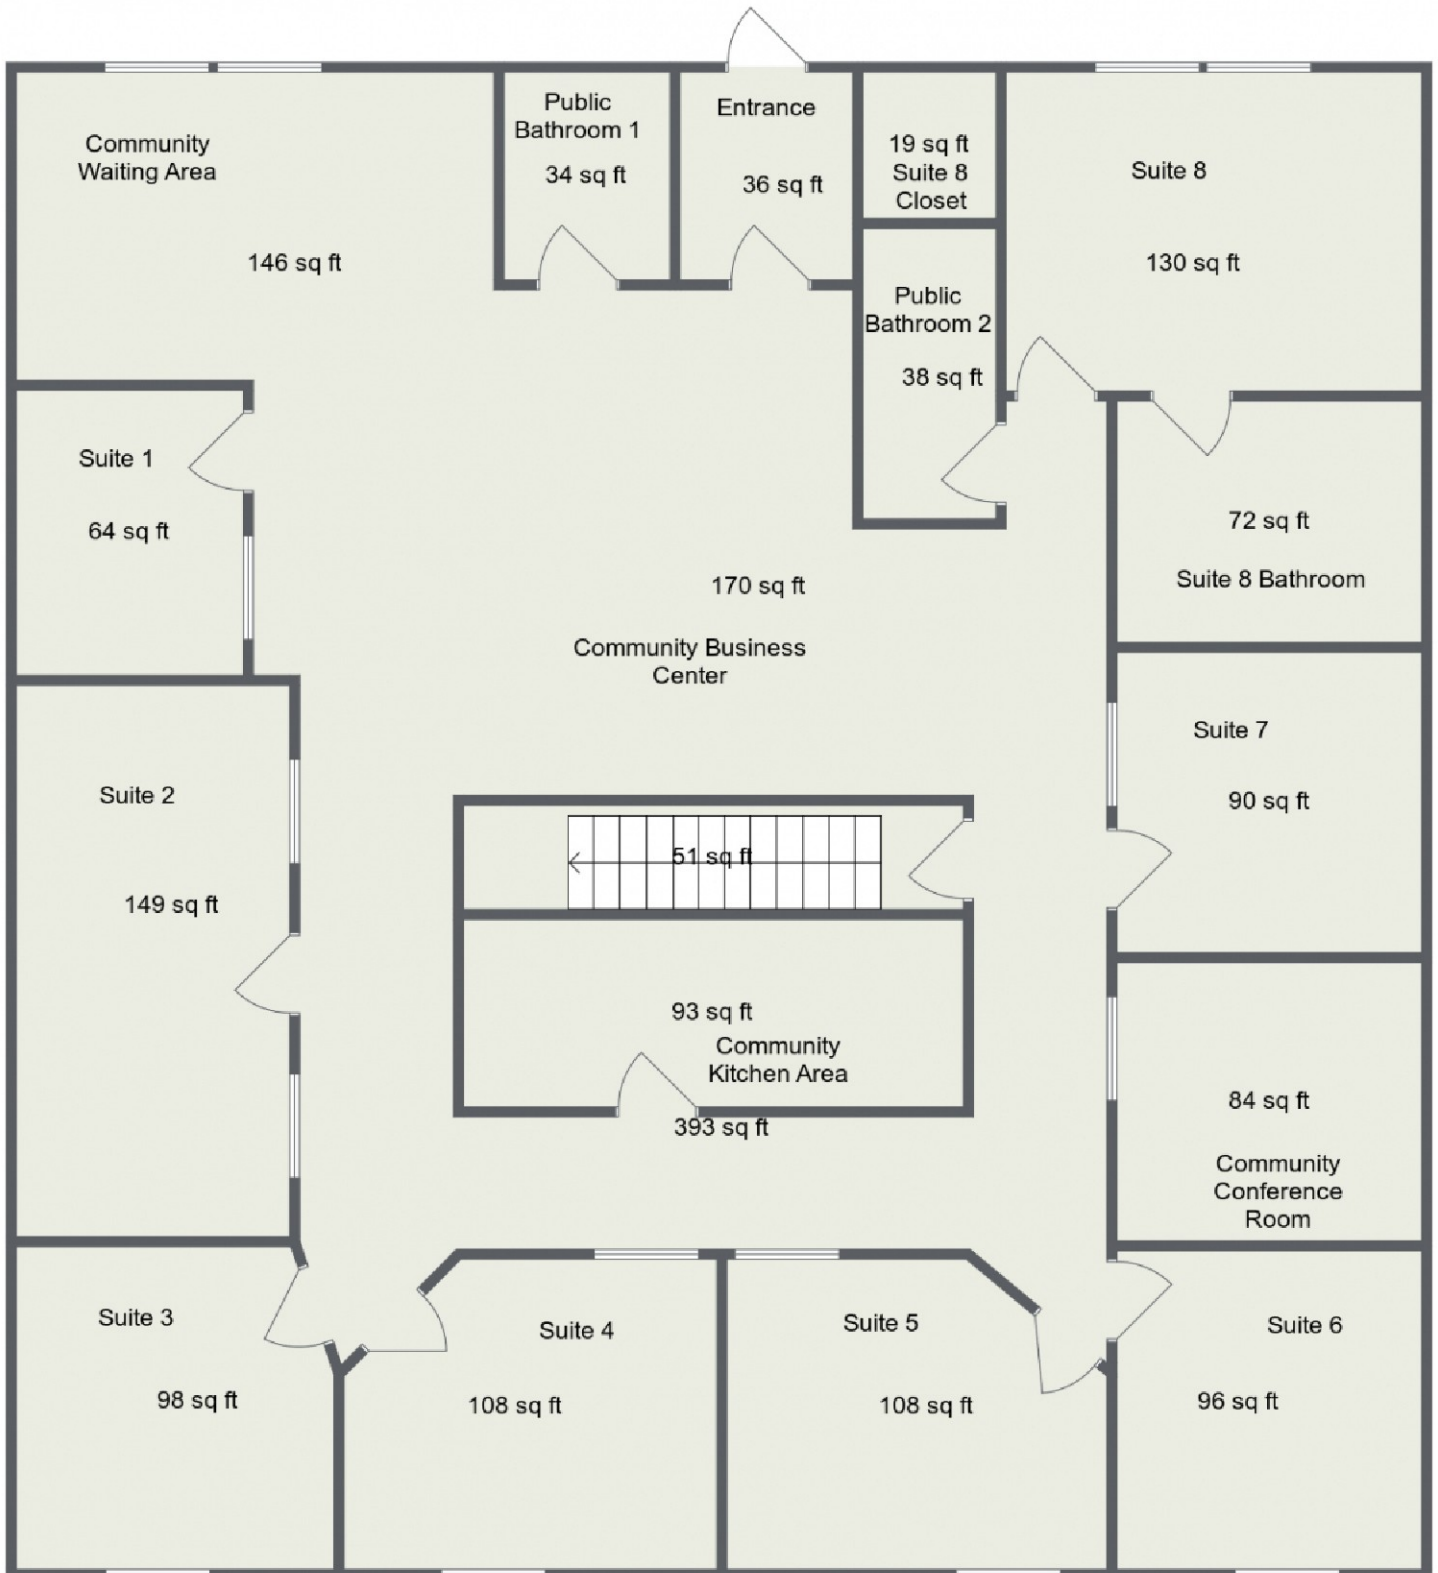 Community
Waiting Area
146 sq ft
Public
Bathroom 1
34 sq ft
Entrance
36 sq ft
19 sq ft
Suite 8
Closet
Suite 8
130 sq ft
Public
Bathroom 2
38 sq ft
Suite 1
64 sq ft
72 sq ft
Suite 8 Bathroom
170 sq ft
Community Business
Center
Suite 7
90 sq ft
Suite 2
149 sq ft
51 sq ft
93 sq ft
Community
Kitchen Area
393 sq ft
84 sq ft
Community
Conference
Room
Suite 3
98 sq ft
Suite 4
108 sq ft
Suite 5
108 sq ft
Suite 6
96 sq ft